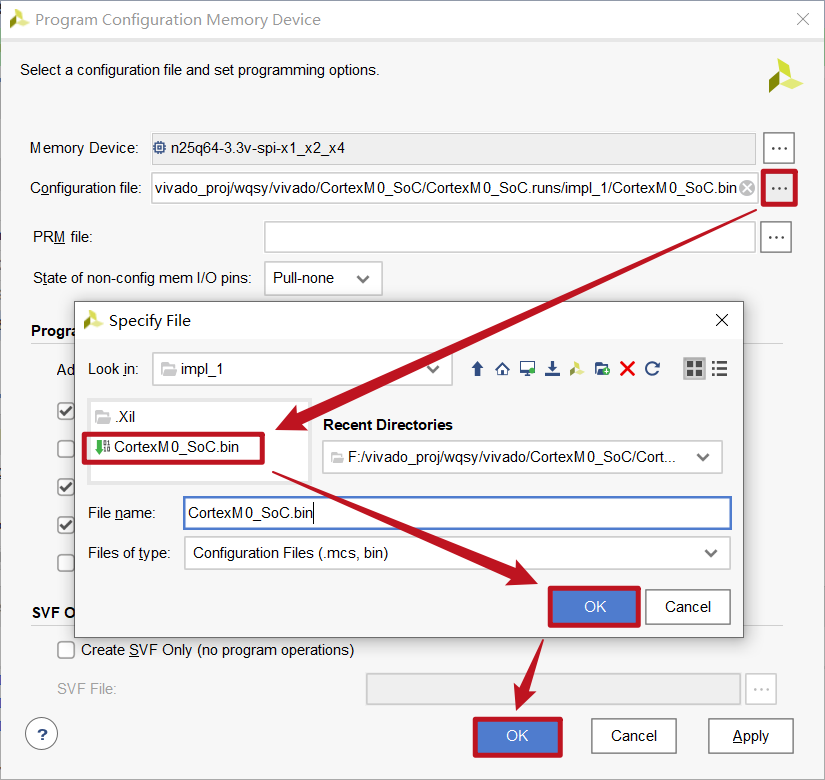 Program Configuration Memory Device
Select a configuration file and set programming options.
Memory Device: n25q64-3.3v-spi-x1_x2_x4 ...
Configuration file: vivado_proj/wqsy/vivado/CortexM0_SoC/CortexM0_SoC.runs/impl_1/CortexM0_SoC.bin ...
PRM file: ...
State of non-config mem I/O pins: Pull-none
Specify File
Look in: impl_1
.Xil
CortexM0_SoC.bin
Recent Directories
F:/vivado_proj/wqsy/vivado/CortexM0_SoC/Cort...
File name: CortexM0_SoC.bin
Files of type: Configuration Files (.mcs, bin)
OK Cancel
SVF O
Create SVF Only (no program operations)
SVF File: ...
? OK Cancel Apply